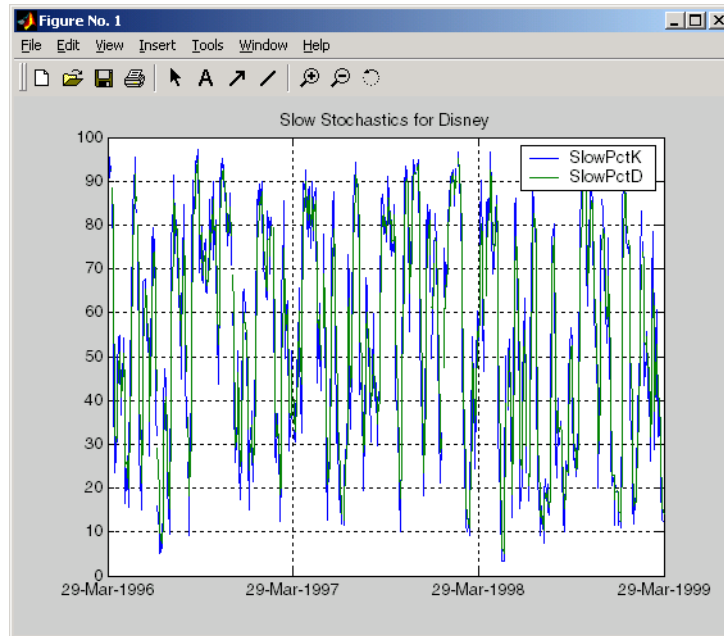 Figure No. 1
File Edit View Insert Tools Window Help
A
Slow Stochastics for Disney
100
90
80
70
60
50
40
30
20
10
0
SlowPctK
SlowPctD
29-Mar-1996 29-Mar-1997 29-Mar-1998 29-Mar-1999